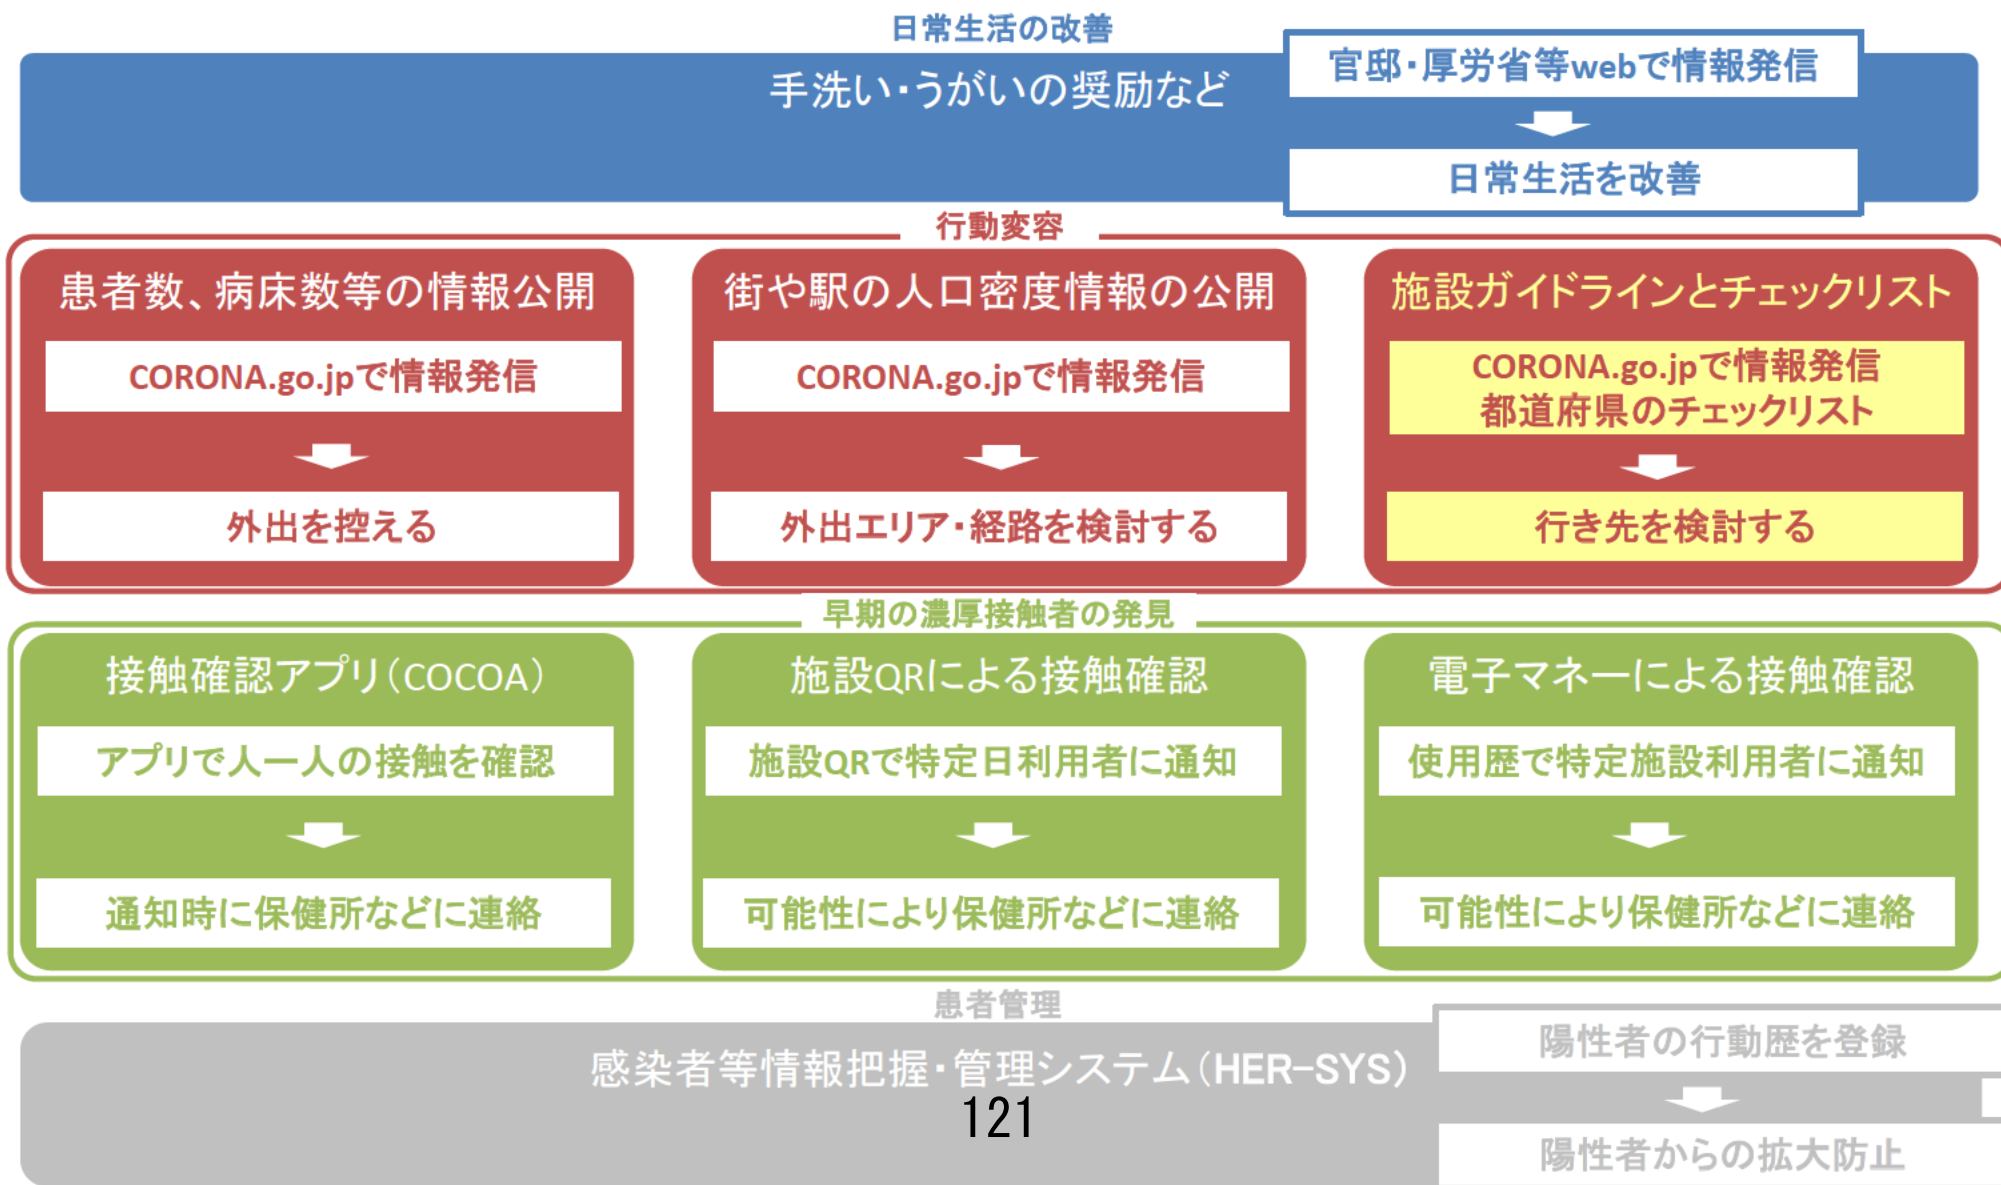 日常生活の改善
手洗い・うがいの奨励など
官邸・厚労省等webで情報発信
日常生活を改善
行動変容
患者数、病床数等の情報公開
CORONA.go.jpで情報発信
外出を控える
街や駅の人口密度情報の公開
CORONA.go.jpで情報発信
外出エリア・経路を検討する
施設ガイドラインとチェックリスト
CORONA.go.jpで情報発信
都道府県のチェックリスト
行き先を検討する
早期の濃厚接触者の発見
接触確認アプリ(COCOA)
アプリで人ー人の接触を確認
通知時に保健所などに連絡
施設QRによる接触確認
施設QRで特定日利用者に通知
可能性により保健所などに連絡
電子マネーによる接触確認
使用歴で特定施設利用者に通知
可能性により保健所などに連絡
患者管理
感染者等情報把握・管理システム(HER-SYS)
陽性者の行動歴を登録
陽性者からの拡大防止
121